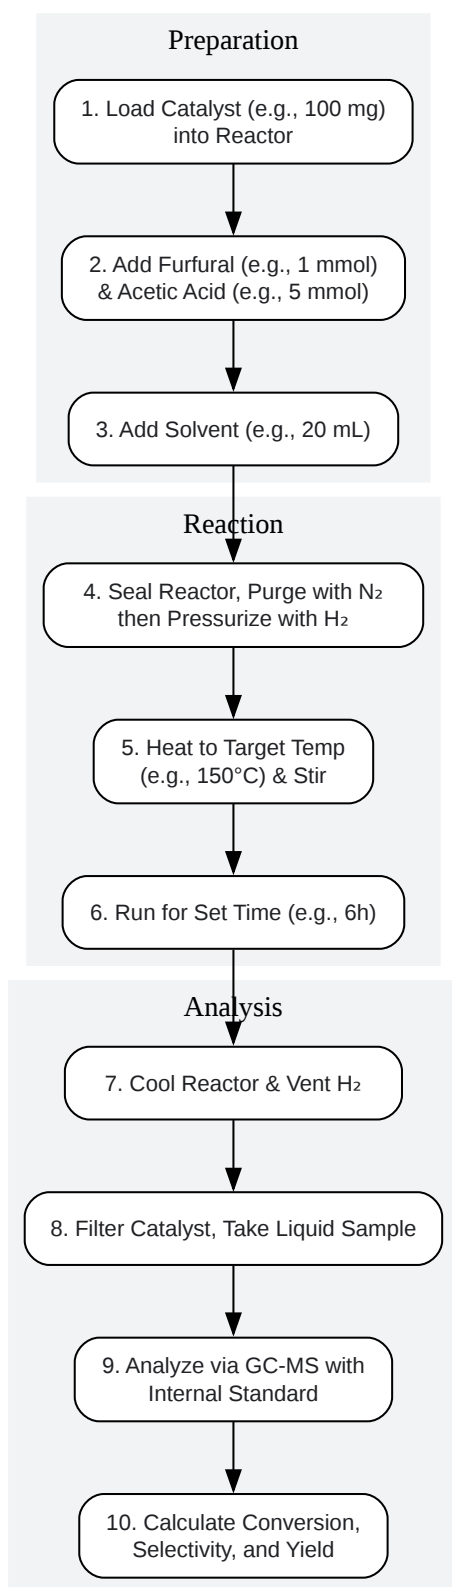 Preparation
1. Load Catalyst (e.g., 100 mg)
into Reactor
2. Add Furfural (e.g., 1 mmol)
& Acetic Acid (e.g., 5 mmol)
3. Add Solvent (e.g., 20 mL)
Reaction
4. Seal Reactor, Purge with N₂
then Pressurize with H₂
5. Heat to Target Temp
(e.g., 150°C) & Stir
6. Run for Set Time (e.g., 6h)
Analysis
7. Cool Reactor & Vent H₂
8. Filter Catalyst, Take Liquid Sample
9. Analyze via GC-MS with
Internal Standard
10. Calculate Conversion,
Selectivity, and Yield